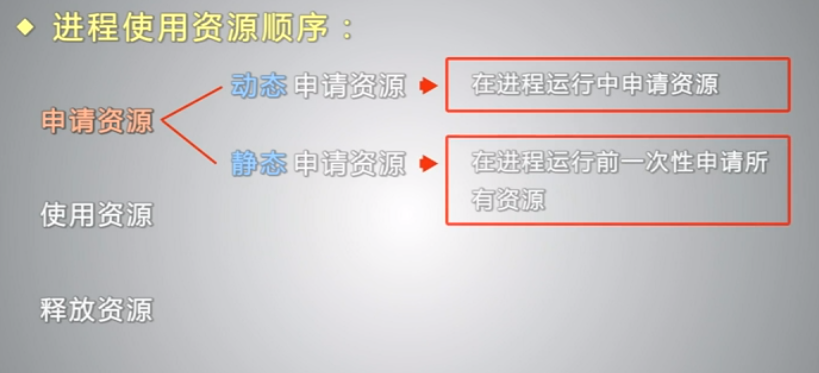 进程使用资源顺序：
动态申请资源
在进程运行中申请资源
申请资源
静态申请资源
在进程运行前一次性申请所
有资源
使用资源
释放资源